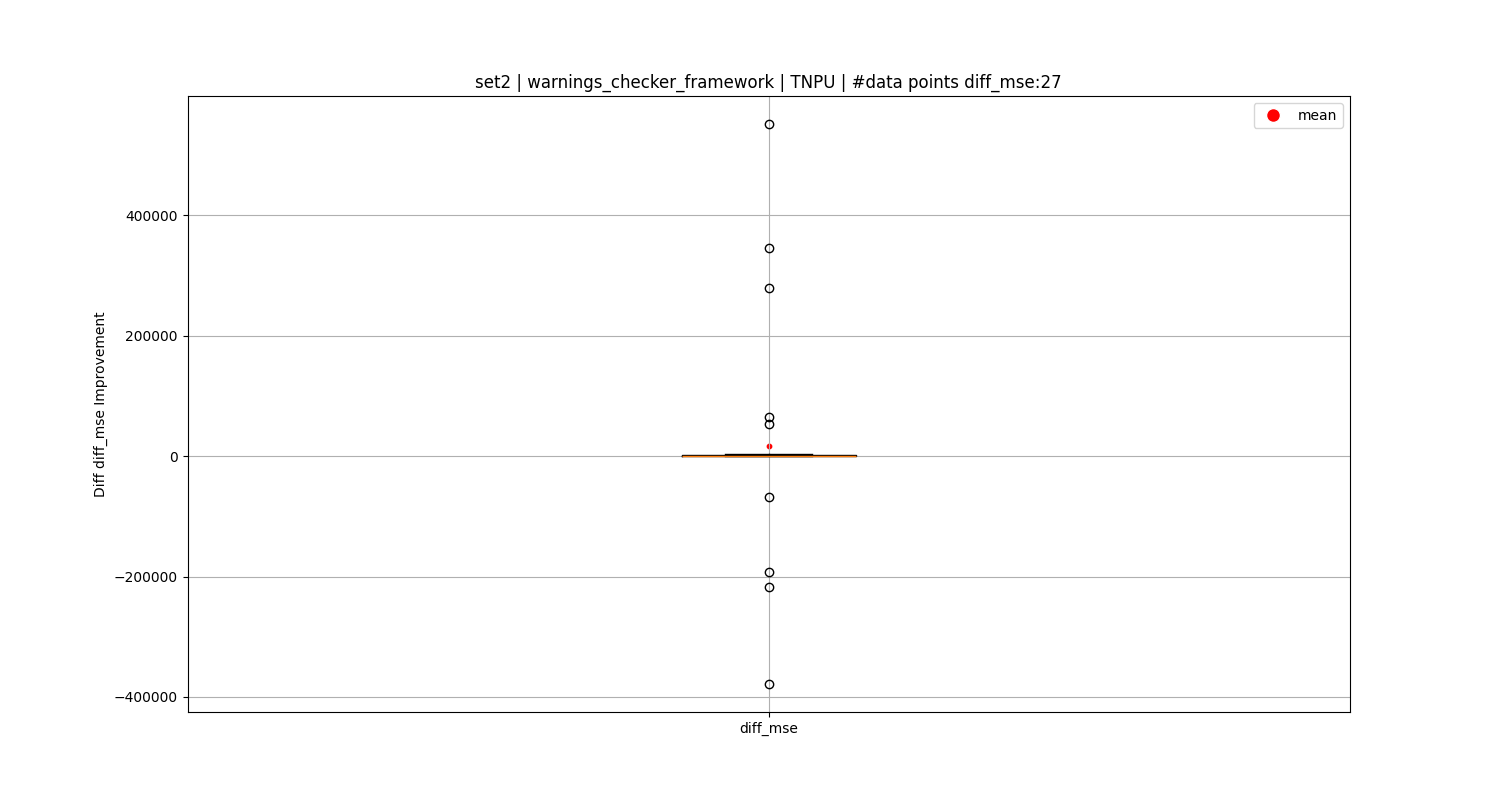 set2 | warnings_checker_framework | TNPU | #data points diff_mse:27
mean
400000
200000
0
−200000
−400000
Diff diff_mse Improvement
diff_mse